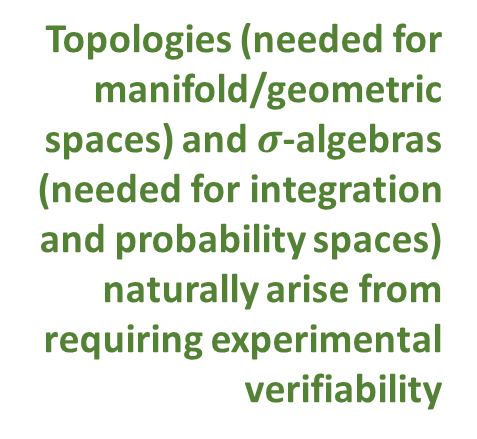 Topologies (needed for
manifold/geometric
spaces) and 𝜎-algebras
(needed for integration
and probability spaces)
naturally arise from
requiring experimental
verifiability